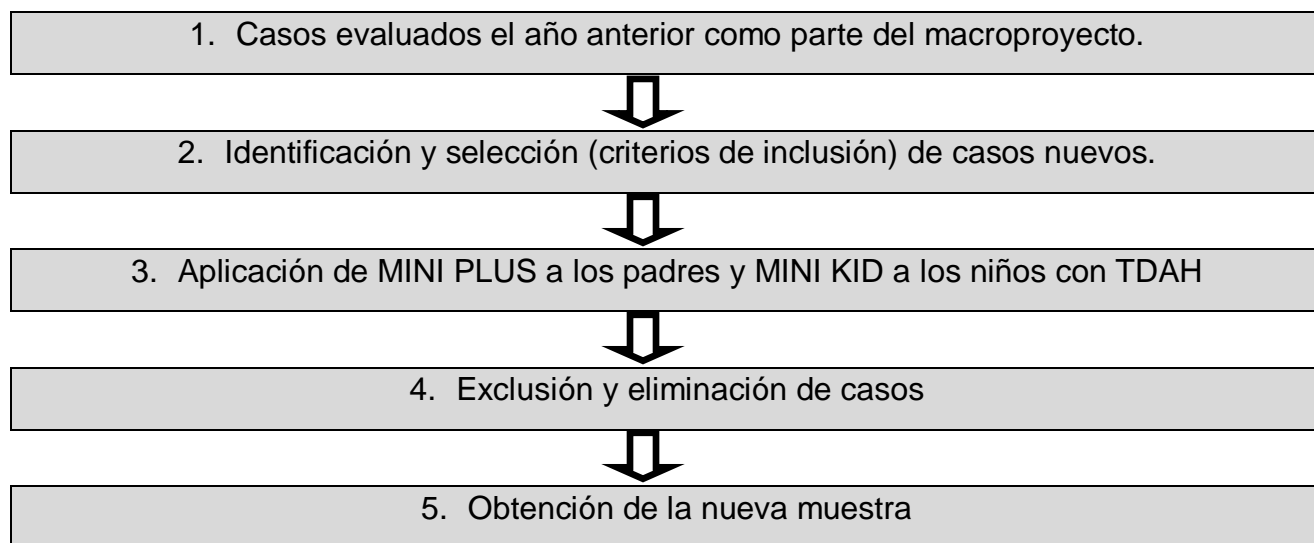 1. Casos evaluados el año anterior como parte del macroproyecto.
2. Identificación y selección (criterios de inclusión) de casos nuevos.
3. Aplicación de MINI PLUS a los padres y MINI KID a los niños con TDAH
4. Exclusión y eliminación de casos
5. Obtención de la nueva muestra